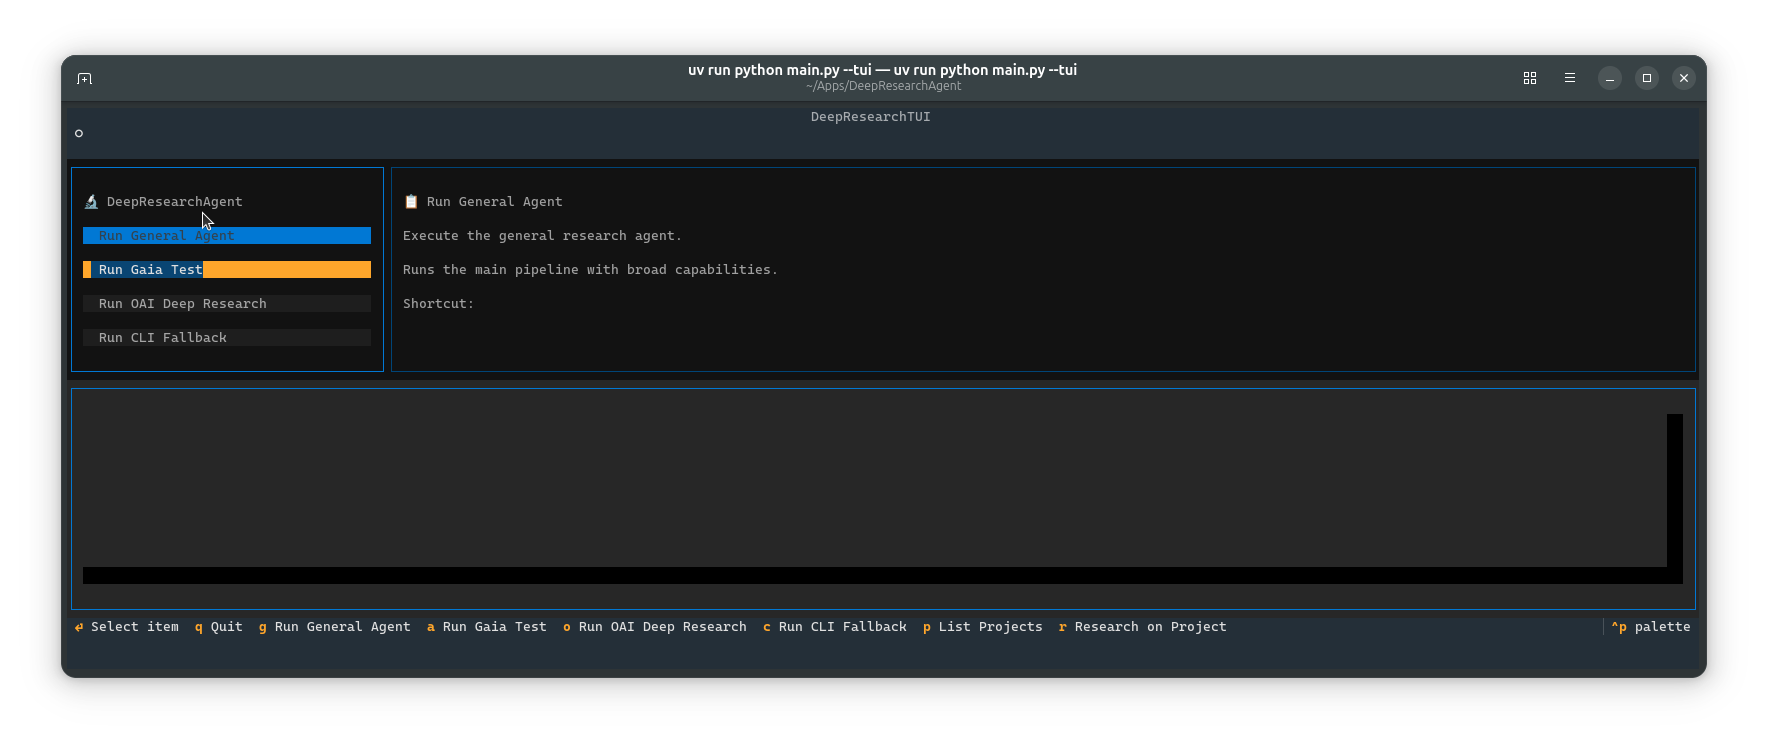 uv run python main.py --tui — uv run python main.py --tui
~/Apps/DeepResearchAgent
DeepResearchTUI
🔬 DeepResearchAgent
Run General Agent
Run Gaia Test
Run OAI Deep Research
Run CLI Fallback
📋 Run General Agent
Execute the general research agent.
Runs the main pipeline with broad capabilities.
Shortcut:
↵ Select item  q Quit  g Run General Agent  a Run Gaia Test  o Run OAI Deep Research  c Run CLI Fallback  p List Projects  r Research on Project  ^p palette